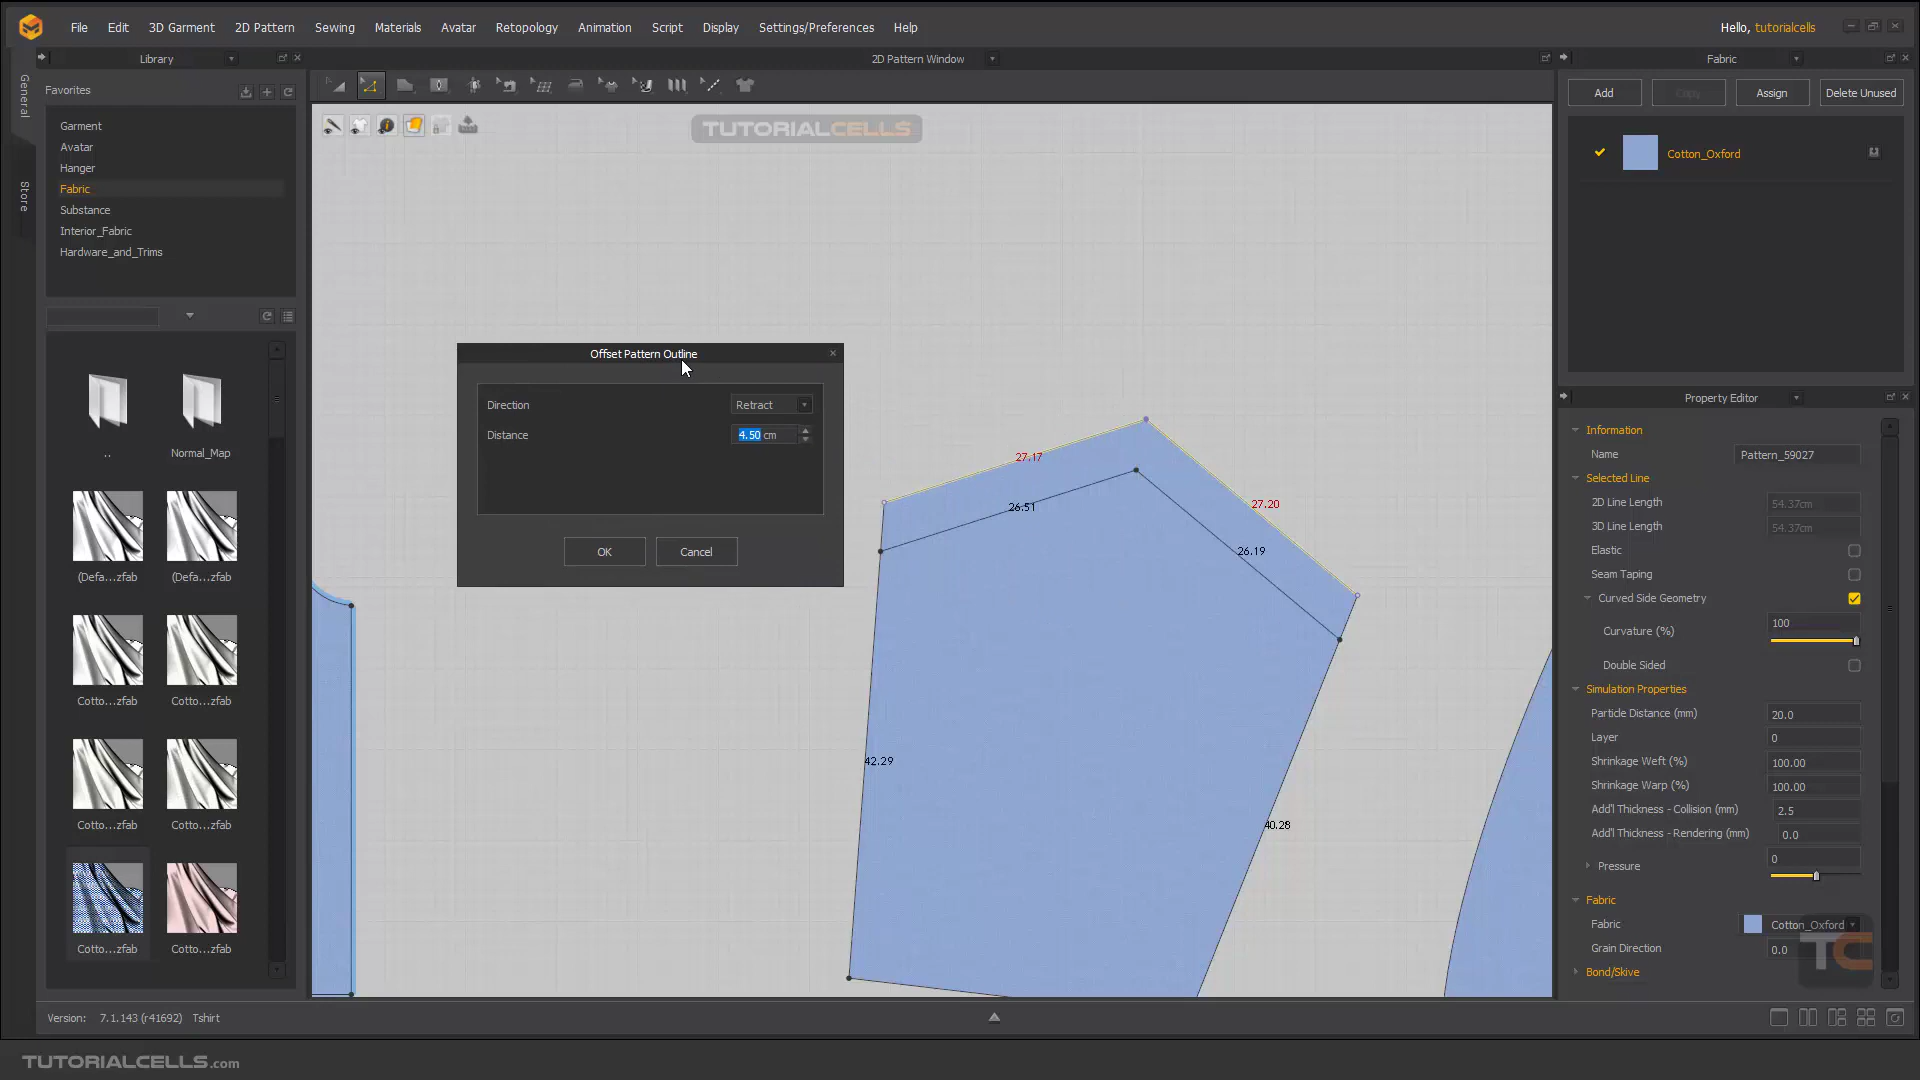 File Edit 3D Garment 2D Pattern Sewing Materials Avatar Retopology Animation Script Display Settings/Preferences Help
Hello, tutorialcells
Library
2D Pattern Window
Fabric
General
Store
Favorites
Garment
Avatar
Hanger
Fabric
Substance
Interior_Fabric
Hardware_and_Trims
..
Normal_Map
(Defa...zfab
(Defa...zfab
Cotto...zfab
Cotto...zfab
Cotto...zfab
Cotto...zfab
Cotto...zfab
Cotto...zfab
TUTORIALCELLS
Offset Pattern Outline
Direction Retract
Distance 4.50 cm
OK Cancel
27.17
26.51
27.20
26.19
42.29
40.28
Add Copy Assign Delete Unused
Cotton_Oxford
Property Editor
Information
Name Pattern_59027
Selected Line
2D Line Length 54.37cm
3D Line Length 54.37cm
Elastic
Seam Taping
Curved Side Geometry
Curvature (%) 100
Double Sided
Simulation Properties
Particle Distance (mm) 20.0
Layer 0
Shrinkage Weft (%) 100.00
Shrinkage Warp (%) 100.00
Add'l Thickness - Collision (mm) 2.5
Add'l Thickness - Rendering (mm) 0.0
Pressure 0
Fabric
Fabric Cotton_Oxford
Grain Direction 0.0
Bond/Skive
TC
Version: 7.1.143 (r41692) Tshirt
TUTORIALCELLS.com